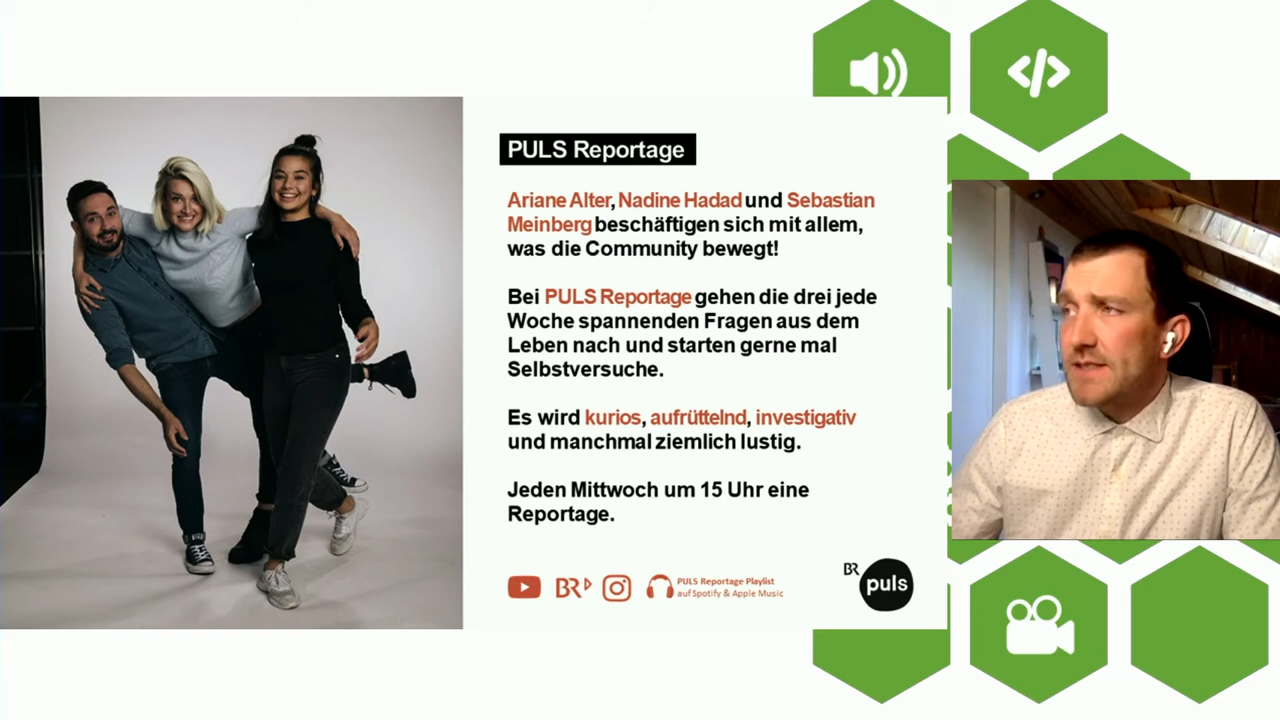 PULS Reportage
Ariane Alter, Nadine Hadad und Sebastian
Meinberg beschäftigen sich mit allem,
was die Community bewegt!
Bei PULS Reportage gehen die drei jede
Woche spannenden Fragen aus dem
Leben nach und starten gerne mal
Selbstversuche.
Es wird kurios, aufrüttelnd, investigativ
und manchmal ziemlich lustig.
Jeden Mittwoch um 15 Uhr eine
Reportage.
BR
PULS Reportage Playlist
auf Spotify & Apple Music
BR
puls